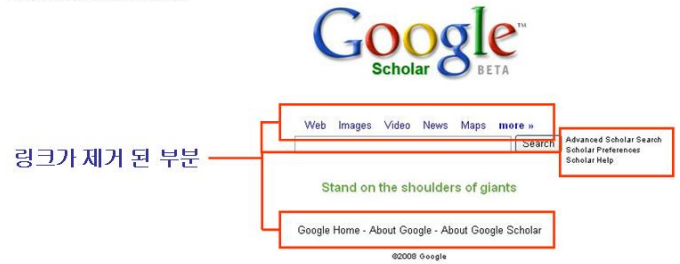 Google™
Scholar BETA
Web Images Video News Maps more »
Search
Advanced Scholar Search
Scholar Preferences
Scholar Help
링크가 제거 된 부분
Stand on the shoulders of giants
Google Home - About Google - About Google Scholar
©2008 Google